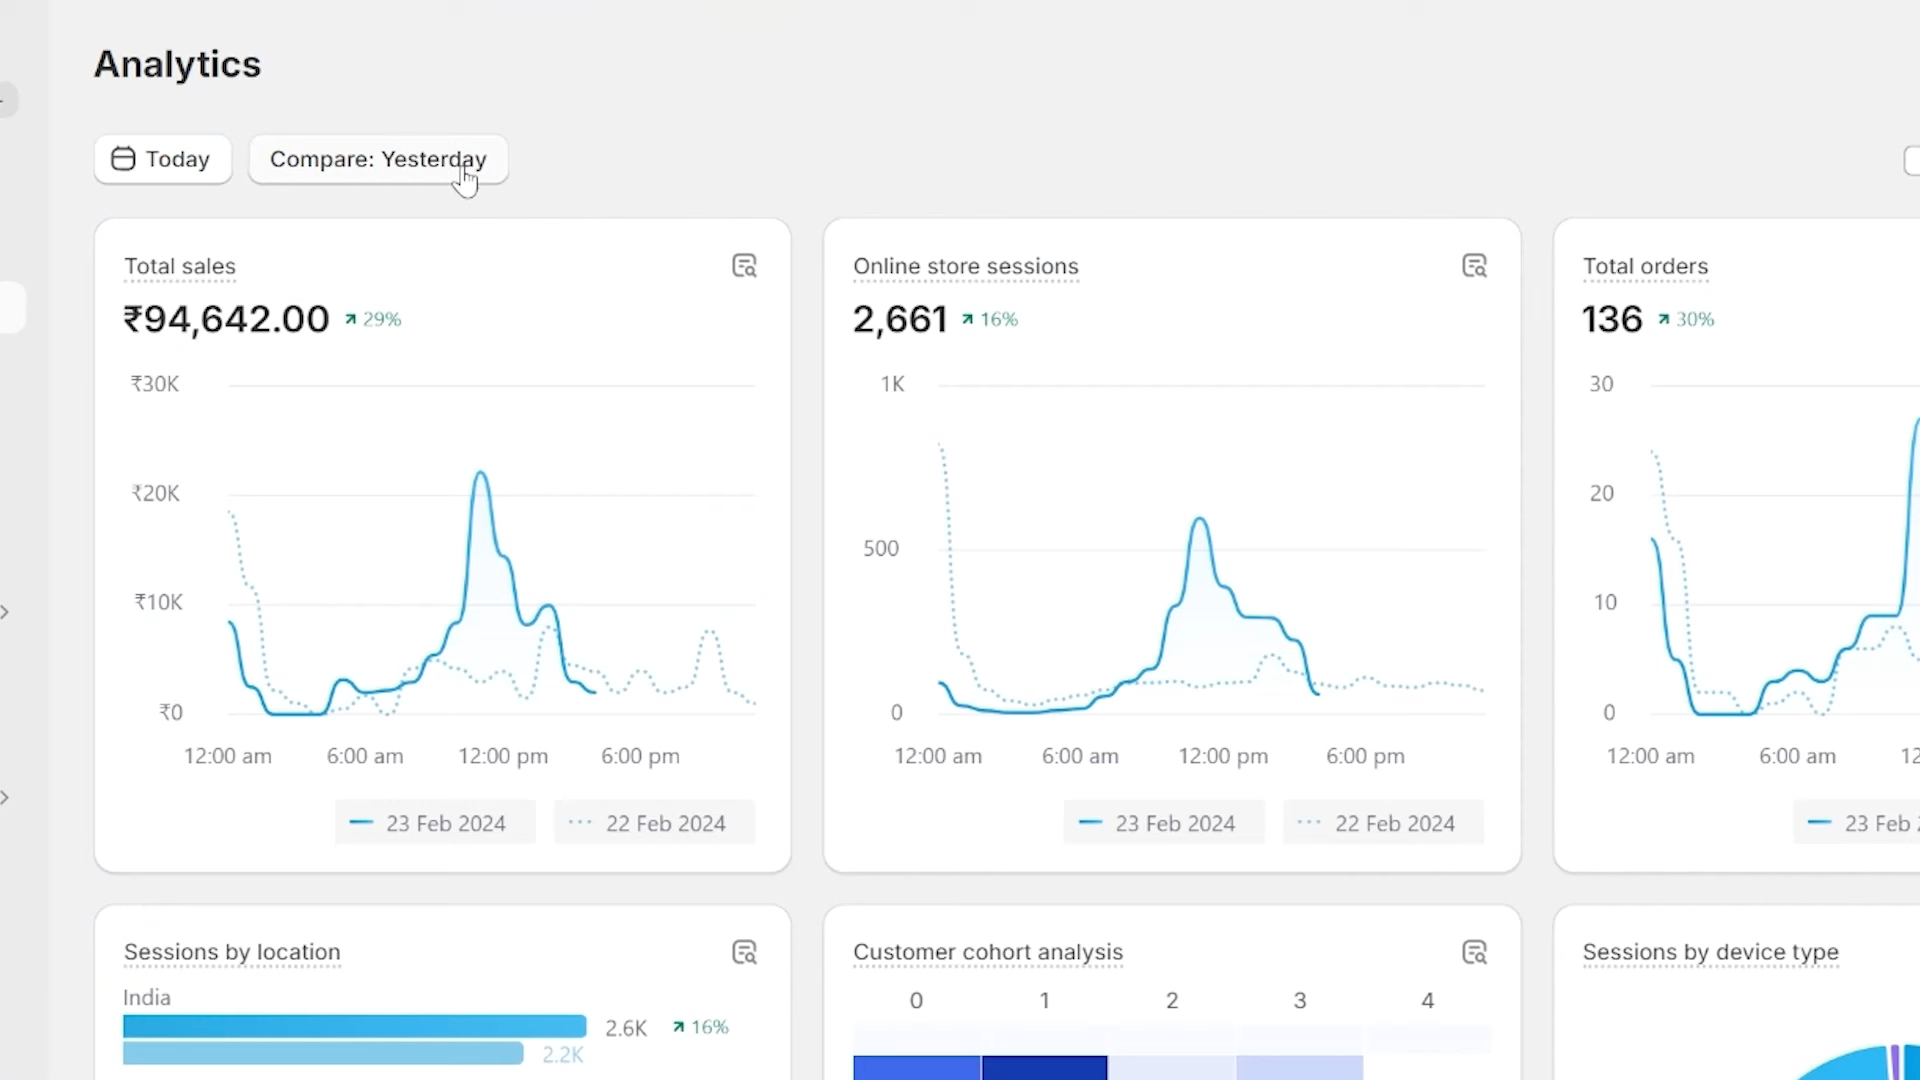 Analytics
Today
Compare: Yesterday
Total sales
₹94,642.00 29%
₹30K
₹20K
₹10K
₹0
12:00 am 6:00 am 12:00 pm 6:00 pm
23 Feb 2024 22 Feb 2024
Online store sessions
2,661 16%
1K
500
0
12:00 am 6:00 am 12:00 pm 6:00 pm
23 Feb 2024 22 Feb 2024
Total orders
136 30%
30
20
10
0
12:00 am 6:00 am 12
23 Feb
Sessions by location
India
2.6K 16%
2.2K
Customer cohort analysis
0 1 2 3 4
Sessions by device type